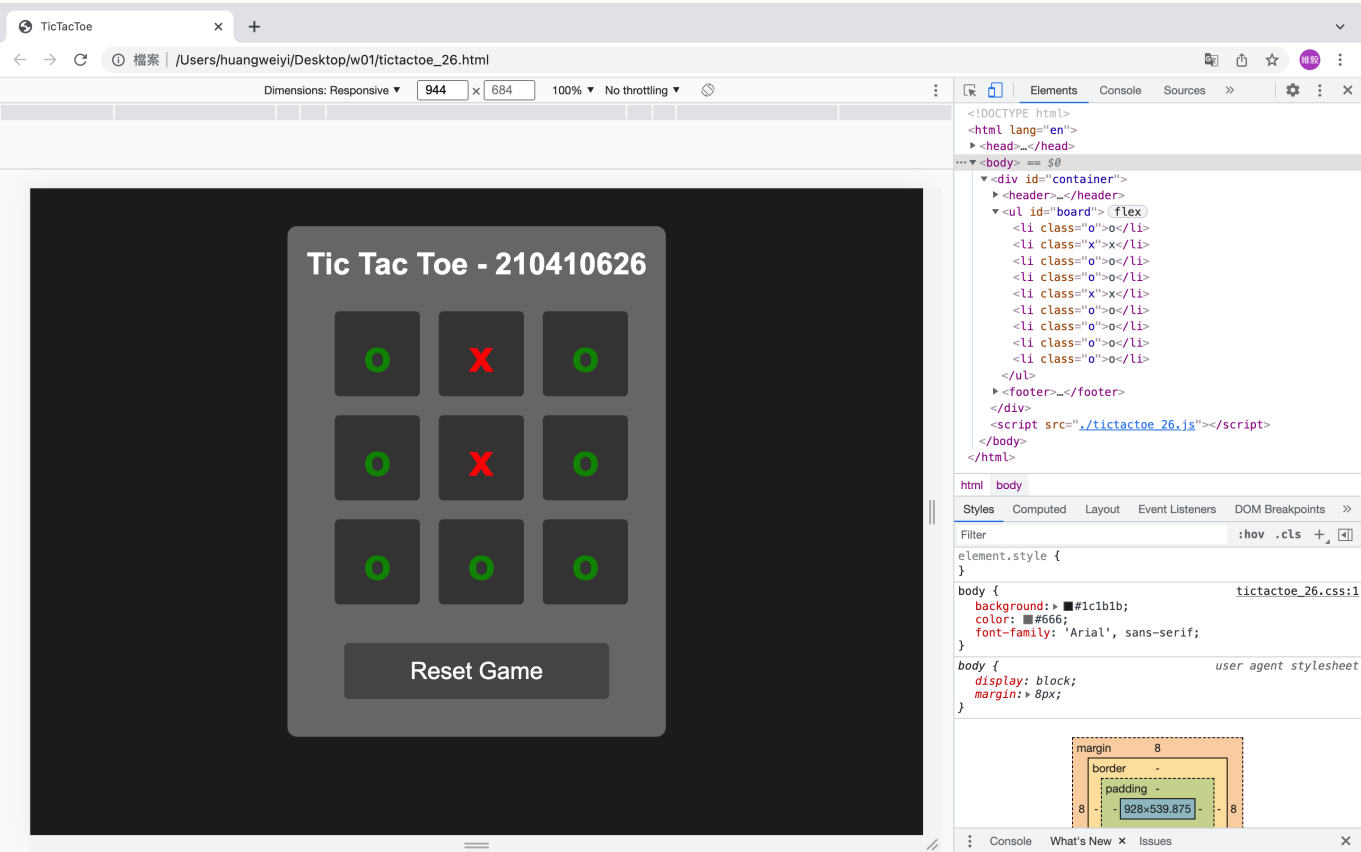 TicTacToe
檔案 | /Users/huangweiyi/Desktop/w01/tictactoe_26.html
維毅
Dimensions: Responsive ▼ 944 × 684 100% ▼ No throttling ▼
Elements Console Sources »
Tic Tac Toe - 210410626
o x o
o x o
o o o
Reset Game
<!DOCTYPE html>
<html lang="en">
▶<head>…</head>
…▼<body> == $0
▼<div id="container">
▶<header>…</header>
▼<ul id="board"> flex
<li class="o">o</li>
<li class="x">x</li>
<li class="o">o</li>
<li class="o">o</li>
<li class="x">x</li>
<li class="o">o</li>
<li class="o">o</li>
<li class="o">o</li>
<li class="o">o</li>
</ul>
▶<footer>…</footer>
</div>
<script src="./tictactoe_26.js"></script>
</body>
</html>
html body
Styles Computed Layout Event Listeners DOM Breakpoints »
Filter :hov .cls +
element.style {
}
body { tictactoe_26.css:1
background:▶ #1c1b1b;
color: #666;
font-family: 'Arial', sans-serif;
}
body { user agent stylesheet
display: block;
margin:▶ 8px;
}
margin 8
border -
padding -
8 - - 928×539.875 - - 8
Console What's New × Issues